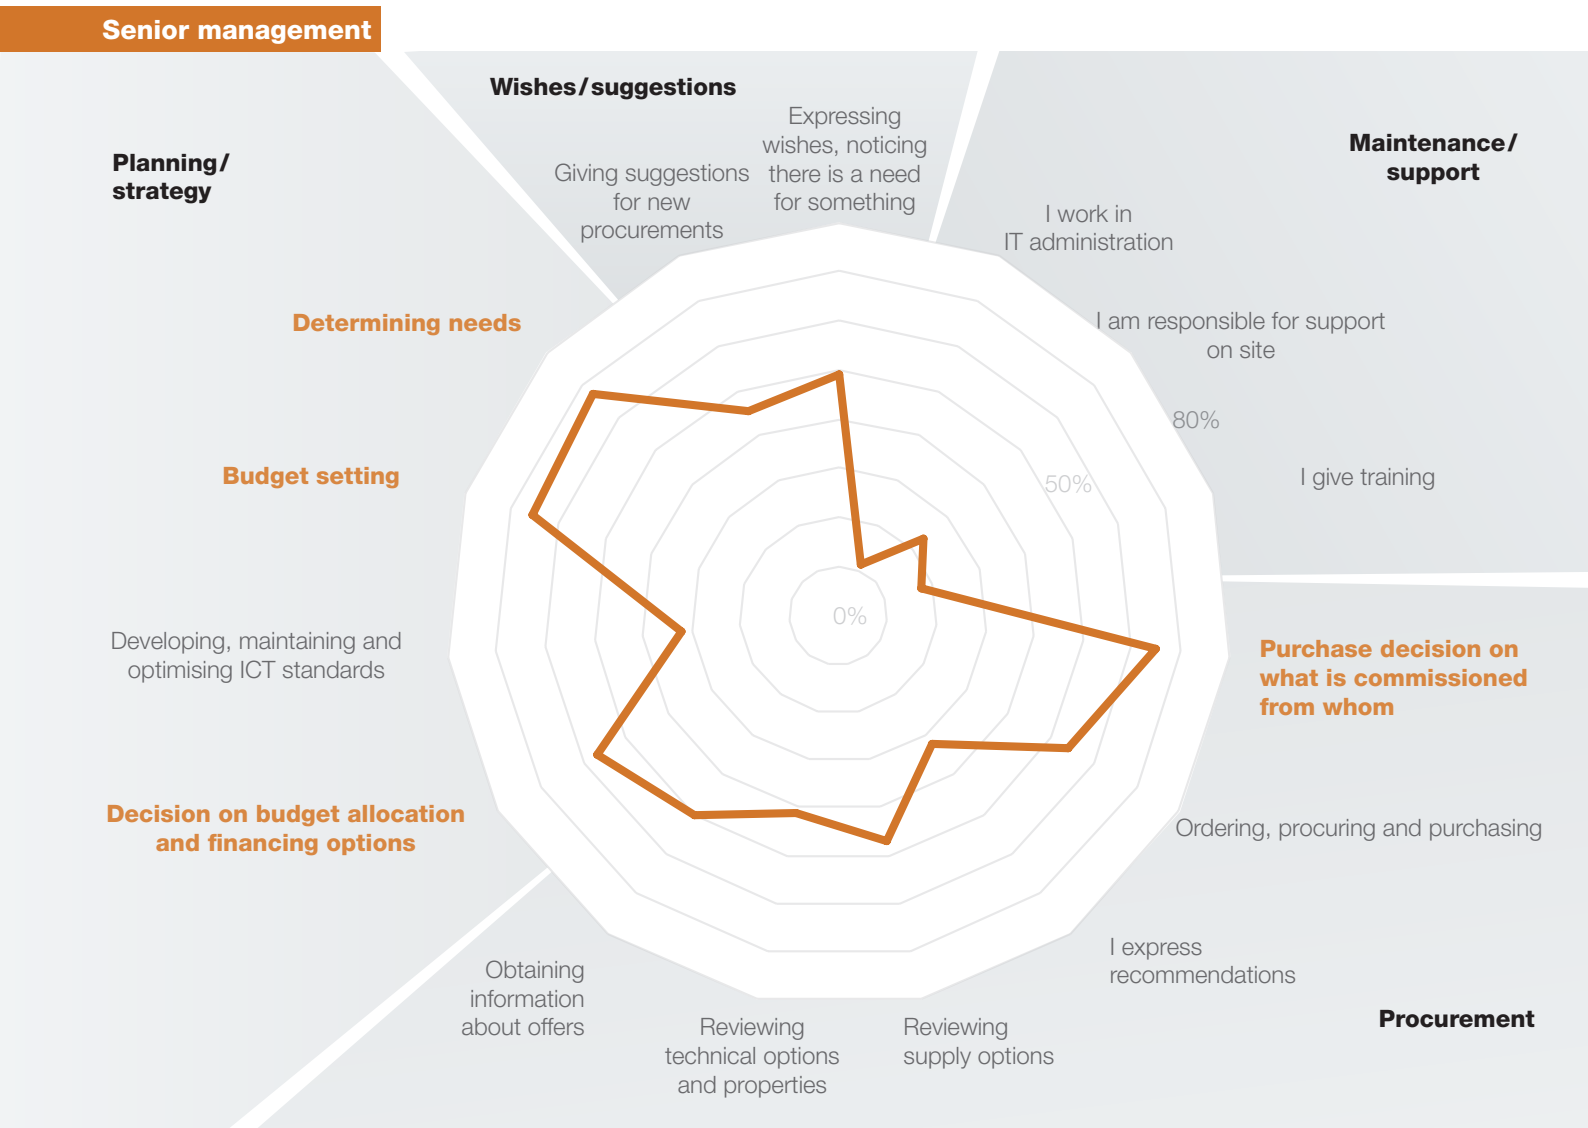 Senior management
Wishes/suggestions
Expressing
wishes, noticing
there is a need
for something
Giving suggestions
for new
procurements
Planning/
strategy
Maintenance/
support
I work in
IT administration
I am responsible for support
on site
Determining needs
80%
Budget setting
50%
I give training
0%
Developing, maintaining and
optimising ICT standards
Purchase decision on
what is commissioned
from whom
Decision on budget allocation
and financing options
Ordering, procuring and purchasing
I express
recommendations
Obtaining
information
about offers
Reviewing
technical options
and properties
Reviewing
supply options
Procurement